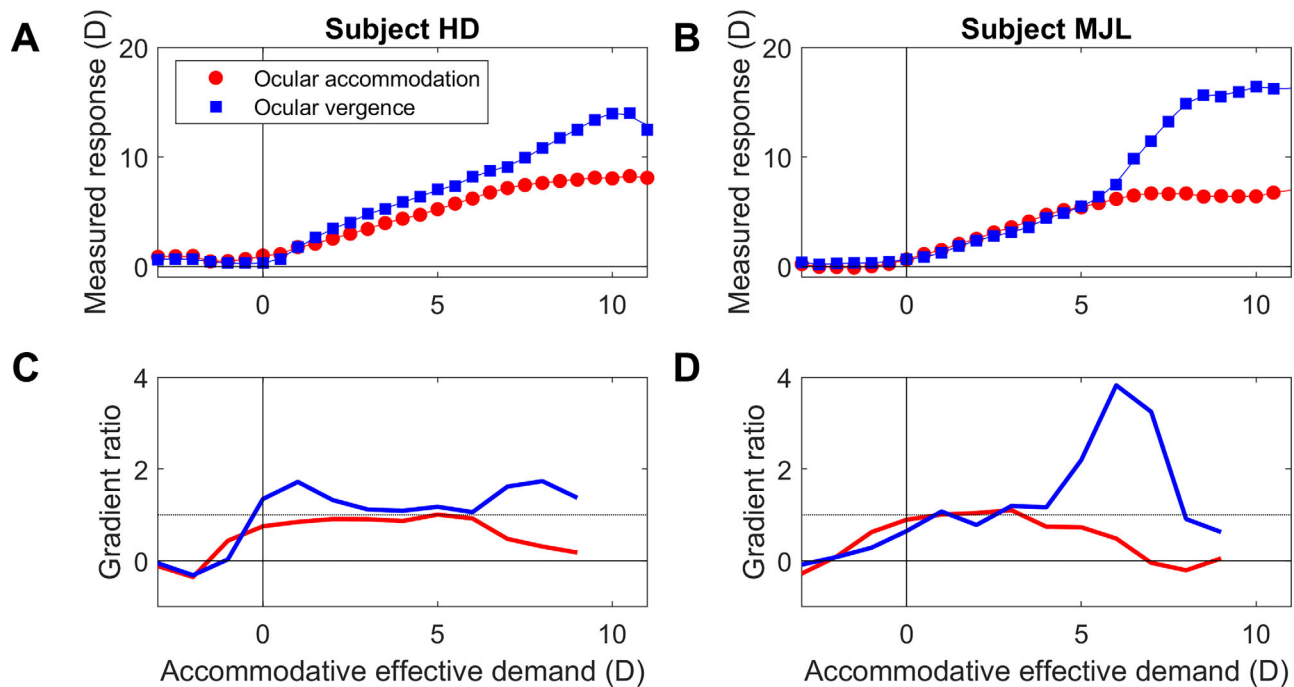 A
Subject HD
Measured response (D)
20
10
0
Ocular accommodation
Ocular vergence
0
5
10
B
Subject MJL
Measured response (D)
20
10
0
0
5
10
C
Gradient ratio
4
2
0
0
5
10
Accommodative effective demand (D)
D
Gradient ratio
4
2
0
0
5
10
Accommodative effective demand (D)